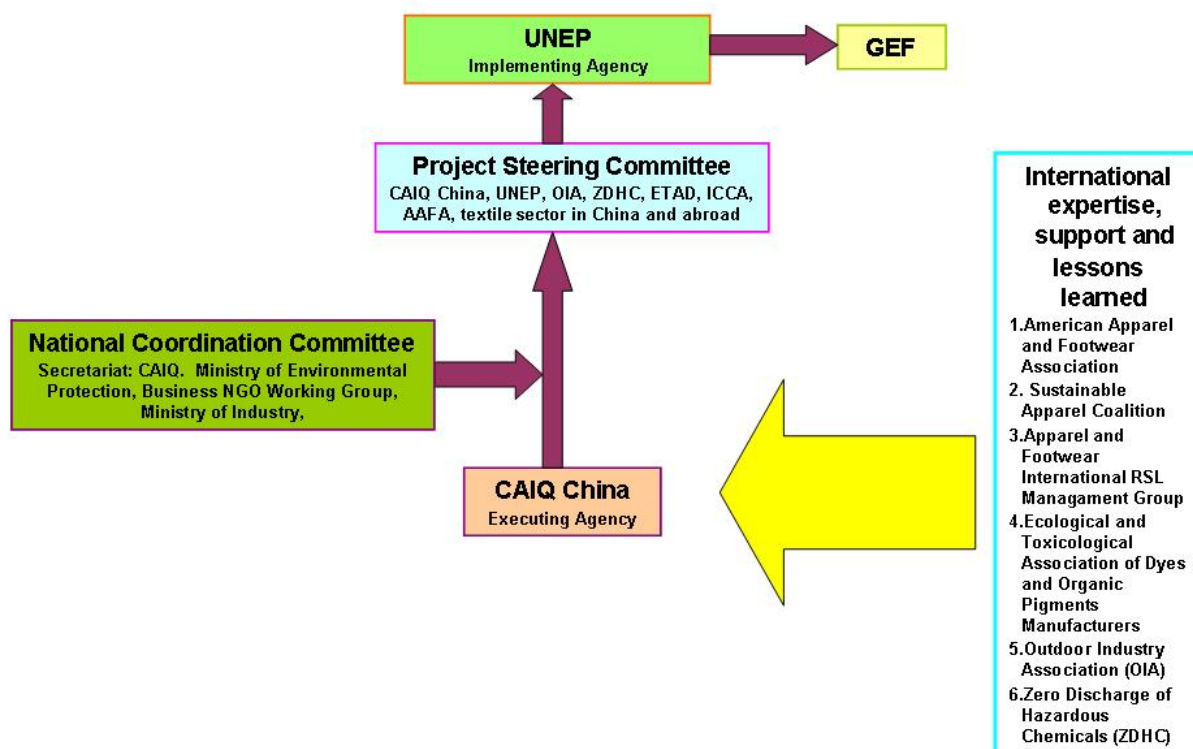 UNEP
Implementing Agency
GEF
Project Steering Committee
CAIQ China, UNEP, OIA, ZDHC, ETAD, ICCA,
AAFA, textile sector in China and abroad
National Coordination Committee
Secretariat: CAIQ. Ministry of Environmental
Protection, Business NGO Working Group,
Ministry of Industry,
CAIQ China
Executing Agency
International
expertise,
support and
lessons
learned
1.American Apparel
and Footwear
Association
2. Sustainable
Apparel Coalition
3.Apparel and
Footwear
International RSL
Managament Group
4.Ecological and
Toxicological
Association of Dyes
and Organic
Pigments
Manufacturers
5.Outdoor Industry
Association (OIA)
6.Zero Discharge of
Hazardous
Chemicals (ZDHC)